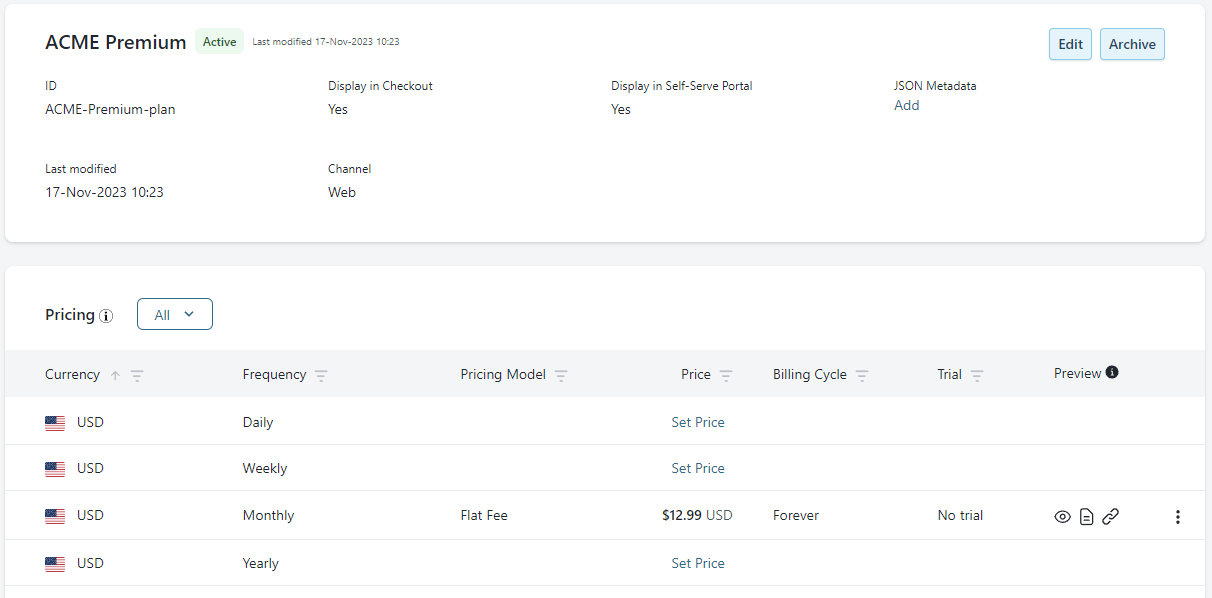 ACME Premium Active Last modified 17-Nov-2023 10:23 Edit Archive
ID Display in Checkout Display in Self-Serve Portal JSON Metadata
ACME-Premium-plan Yes Yes Add
Last modified Channel
17-Nov-2023 10:23 Web
Pricing All
Currency Frequency Pricing Model Price Billing Cycle Trial Preview
USD Daily Set Price
USD Weekly Set Price
USD Monthly Flat Fee $12.99 USD Forever No trial
USD Yearly Set Price